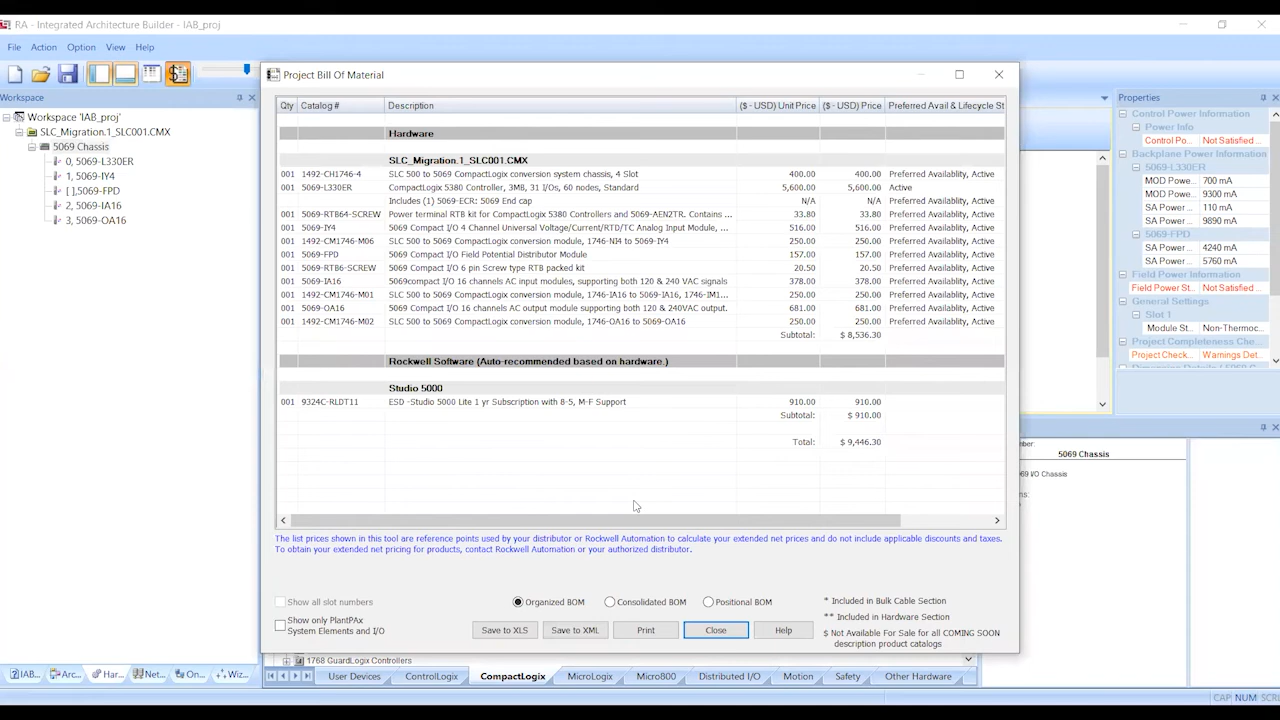 RA - Integrated Architecture Builder - IAB_proj
File Action Option View Help
Workspace
Workspace 'IAB_proj'
SLC_Migration.1_SLC001.CMX
5069 Chassis
0, 5069-L330ER
1, 5069-IY4
[ ],5069-FPD
2, 5069-IA16
3, 5069-OA16
IAB... Arc... Har... Net... On... Wiz...
Project Bill Of Material
Qty Catalog # Description ($ - USD) Unit Price ($ - USD) Price Preferred Avail & Lifecycle St
Hardware
SLC_Migration.1_SLC001.CMX
001 1492-CH1746-4 SLC 500 to 5069 CompactLogix conversion system chassis, 4 Slot 400.00 400.00 Preferred Availablity, Active
001 5069-L330ER CompactLogix 5380 Controller, 3MB, 31 I/Os, 60 nodes, Standard 5,600.00 5,600.00 Active
Includes (1) 5069-ECR: 5069 End cap N/A N/A Preferred Availablity, Active
001 5069-RTB64-SCREW Power terminal RTB kit for CompactLogix 5380 Controllers and 5069-AEN2TR. Contains ... 33.80 33.80 Preferred Availablity, Active
001 5069-IY4 5069 Compact I/O 4 Channel Universal Voltage/Current/RTD/TC Analog Input Module, ... 516.00 516.00 Preferred Availablity, Active
001 1492-CM1746-M06 SLC 500 to 5069 CompactLogix conversion module, 1746-NI4 to 5069-IY4 250.00 250.00 Preferred Availablity, Active
001 5069-FPD 5069 Compact I/O Field Potential Distributor Module 157.00 157.00 Preferred Availablity, Active
001 5069-RTB6-SCREW 5069 Compact I/O 6 pin Screw type RTB packed kit 20.50 20.50 Preferred Availablity, Active
001 5069-IA16 5069compact I/O 16 channels AC input modules, supporting both 120 & 240 VAC signals 378.00 378.00 Preferred Availablity, Active
001 1492-CM1746-M01 SLC 500 to 5069 CompactLogix conversion module, 1746-IA16 to 5069-IA16, 1746-IM1... 250.00 250.00 Preferred Availablity, Active
001 5069-OA16 5069 Compact I/O 16 channels AC output module supporting both 120 & 240VAC output. 681.00 681.00 Preferred Availablity, Active
001 1492-CM1746-M02 SLC 500 to 5069 CompactLogix conversion module, 1746-OA16 to 5069-OA16 250.00 250.00 Preferred Availablity, Active
Subtotal: $ 8,536.30
Rockwell Software (Auto-recommended based on hardware.)
Studio 5000
001 9324C-RLDT11 ESD -Studio 5000 Lite 1 yr Subscription with 8-5, M-F Support 910.00 910.00
Subtotal: $ 910.00
Total: $ 9,446.30
The list prices shown in this tool are reference points used by your distributor or Rockwell Automation to calculate your extended net prices and do not include applicable discounts and taxes.
To obtain your extended net pricing for products, contact Rockwell Automation or your authorized distributor.
Show all slot numbers
Organized BOM Consolidated BOM Positional BOM
Show only PlantPAx
System Elements and I/O
Save to XLS Save to XML Print Close Help
* Included in Bulk Cable Section
** Included in Hardware Section
$ Not Available For Sale for all COMING SOON
description product catalogs
1768 GuardLogix Controllers
User Devices ControlLogix CompactLogix MicroLogix Micro800 Distributed I/O Motion Safety Other Hardware
Properties
Control Power Information
Power Info
Control Po... Not Satisfied ...
Backplane Power Information
5069-L330ER
MOD Powe... 700 mA
MOD Powe... 9300 mA
SA Power ... 110 mA
SA Power ... 9890 mA
5069-FPD
SA Power ... 4240 mA
SA Power ... 5760 mA
Field Power Information
Field Power St... Not Satisfied ...
General Settings
Slot 1
Module St... Non-Thermoc...
Project Completeness Che...
Project Check... Warnings Det...
mber:
5069 Chassis
069 I/O Chassis
ns:
CAP NUM SCRL